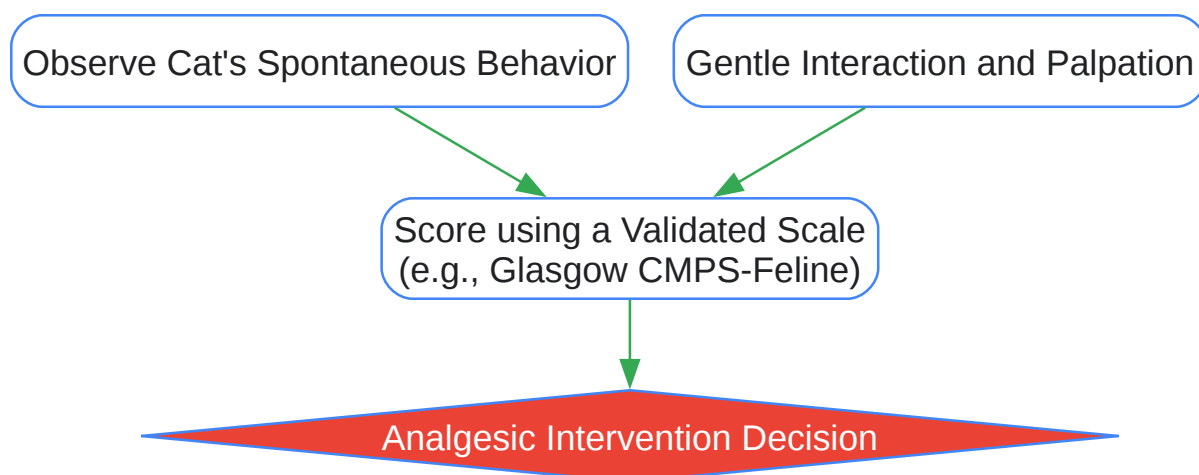 Observe Cat's Spontaneous Behavior
Gentle Interaction and Palpation
Score using a Validated Scale
(e.g., Glasgow CMPS-Feline)
Analgesic Intervention Decision